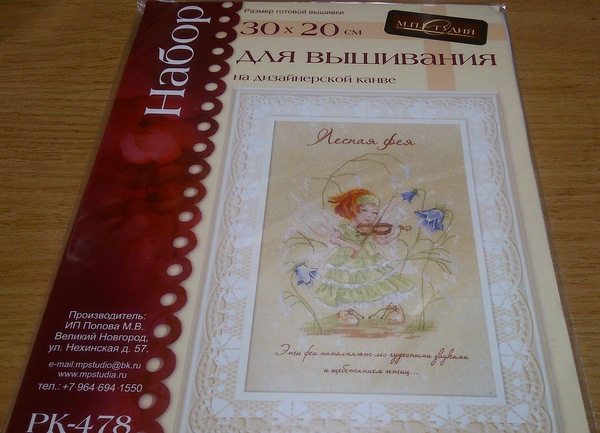 Размер готовой вышивки
30 х 20 см
М.П.СТУДИЯ
Набор
для вышивания
на дизайнерской канве
Лесная фея
Эти феи наполняют лес чудесными звуками
и щебетанием птиц...
Производитель:
ИП Попова М.В.
Великий Новгород,
ул. Нехинская д. 57.
e-mail:mpstudio@bk.ru
www.mpstudia.ru
тел.: +7 964 694 1550
РК-478